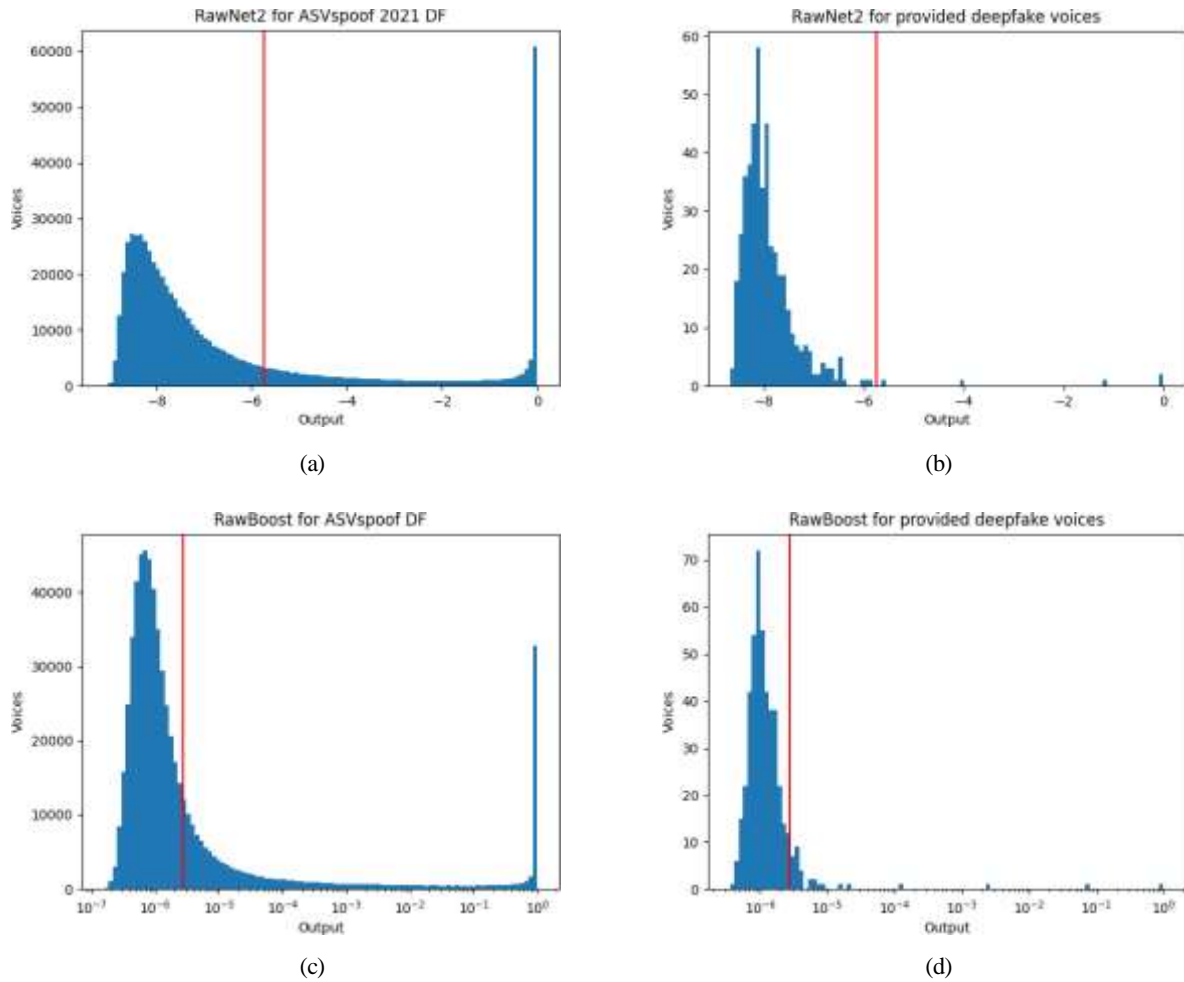 RawNet2 for ASVspoof 2021 DF
60000
50000
40000
30000
20000
10000
0
Voices
−8 −6 −4 −2 0
Output
(a)
RawNet2 for provided deepfake voices
60
50
40
30
20
10
0
Voices
−8 −6 −4 −2 0
Output
(b)
RawBoost for ASVspoof DF
40000
30000
20000
10000
0
Voices
10⁻⁷ 10⁻⁶ 10⁻⁵ 10⁻⁴ 10⁻³ 10⁻² 10⁻¹ 10⁰
Output
(c)
RawBoost for provided deepfake voices
70
60
50
40
30
20
10
0
Voices
10⁻⁶ 10⁻⁵ 10⁻⁴ 10⁻³ 10⁻² 10⁻¹ 10⁰
Output
(d)